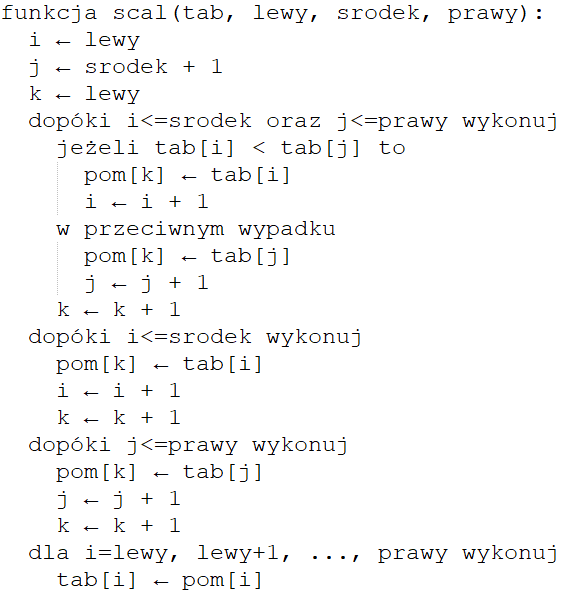 funkcja scal(tab, lewy, srodek, prawy):
i ← lewy
j ← srodek + 1
k ← lewy
dopóki i<=srodek oraz j<=prawy wykonuj
jeżeli tab[i] < tab[j] to
pom[k] ← tab[i]
i ← i + 1
w przeciwnym wypadku
pom[k] ← tab[j]
j ← j + 1
k ← k + 1
dopóki i<=srodek wykonuj
pom[k] ← tab[i]
i ← i + 1
k ← k + 1
dopóki j<=prawy wykonuj
pom[k] ← tab[j]
j ← j + 1
k ← k + 1
dla i=lewy, lewy+1, ..., prawy wykonuj
tab[i] ← pom[i]